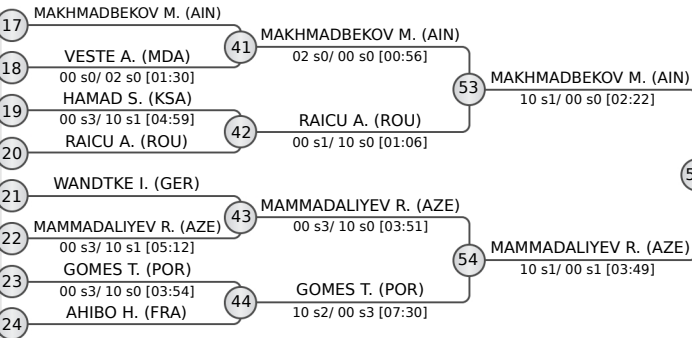 17
MAKHMADBEKOV M. (AIN)
41
MAKHMADBEKOV M. (AIN)
02 s0/ 00 s0 [00:56]
18
VESTE A. (MDA)
00 s0/ 02 s0 [01:30]
53
MAKHMADBEKOV M. (AIN)
10 s1/ 00 s0 [02:22]
19
HAMAD S. (KSA)
00 s3/ 10 s1 [04:59]
42
RAICU A. (ROU)
00 s1/ 10 s0 [01:06]
20
RAICU A. (ROU)
21
WANDTKE I. (GER)
43
MAMMADALIYEV R. (AZE)
00 s3/ 10 s0 [03:51]
22
MAMMADALIYEV R. (AZE)
00 s3/ 10 s1 [05:12]
54
MAMMADALIYEV R. (AZE)
10 s1/ 00 s1 [03:49]
23
GOMES T. (POR)
00 s3/ 10 s0 [03:54]
44
GOMES T. (POR)
10 s2/ 00 s3 [07:30]
24
AHIBO H. (FRA)